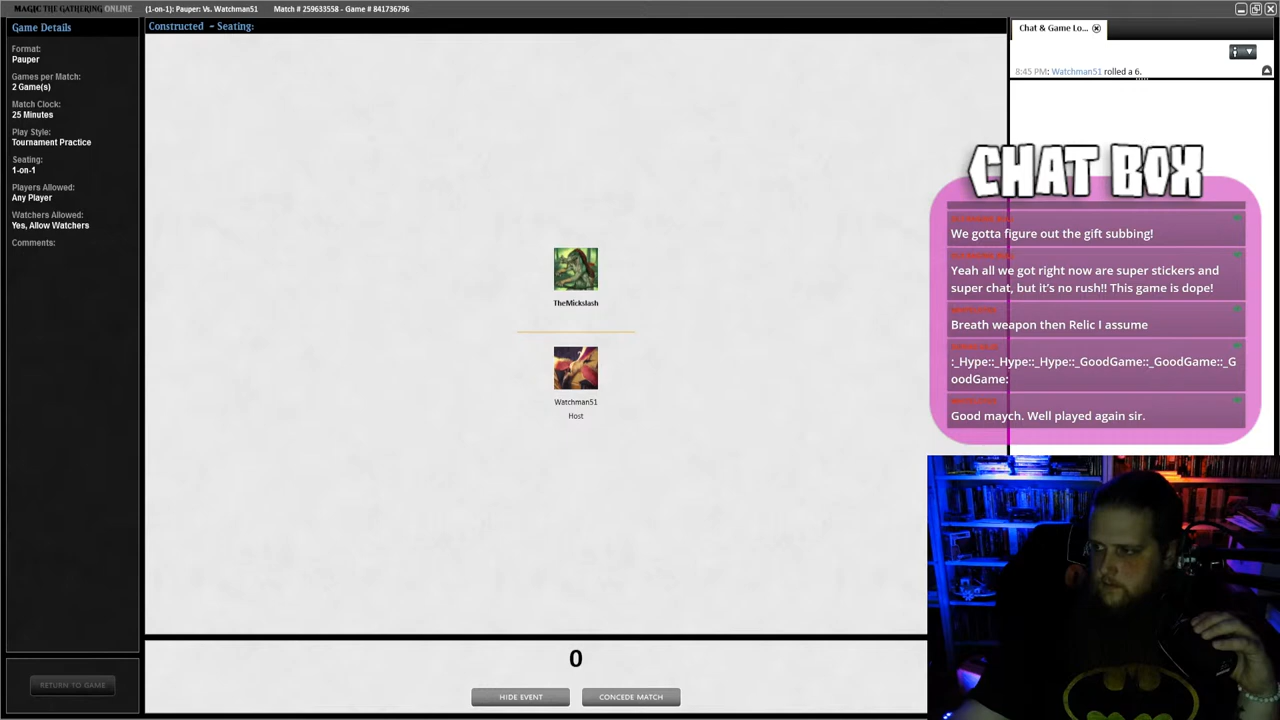 MAGIC THE GATHERING ONLINE
(1-on-1): Pauper: Vs. Watchman51
Match # 259633558 - Game # 841736796
Game Details
Format:
Pauper
Games per Match:
2 Game(s)
Match Clock:
25 Minutes
Play Style:
Tournament Practice
Seating:
1-on-1
Players Allowed:
Any Player
Watchers Allowed:
Yes, Allow Watchers
Comments:
RETURN TO GAME
Constructed - Seating:
TheMickslash
Watchman51
Host
0
HIDE EVENT
CONCEDE MATCH
Chat & Game Lo...
8:45 PM: Watchman51 rolled a 6.
CHAT BOX
We gotta figure out the gift subbing!
Yeah all we got right now are super stickers and
super chat, but it's no rush!! This game is dope!
Breath weapon then Relic I assume
:_Hype::_Hype::_Hype::_GoodGame::_GoodGame::_G
oodGame:
Good maych. Well played again sir.